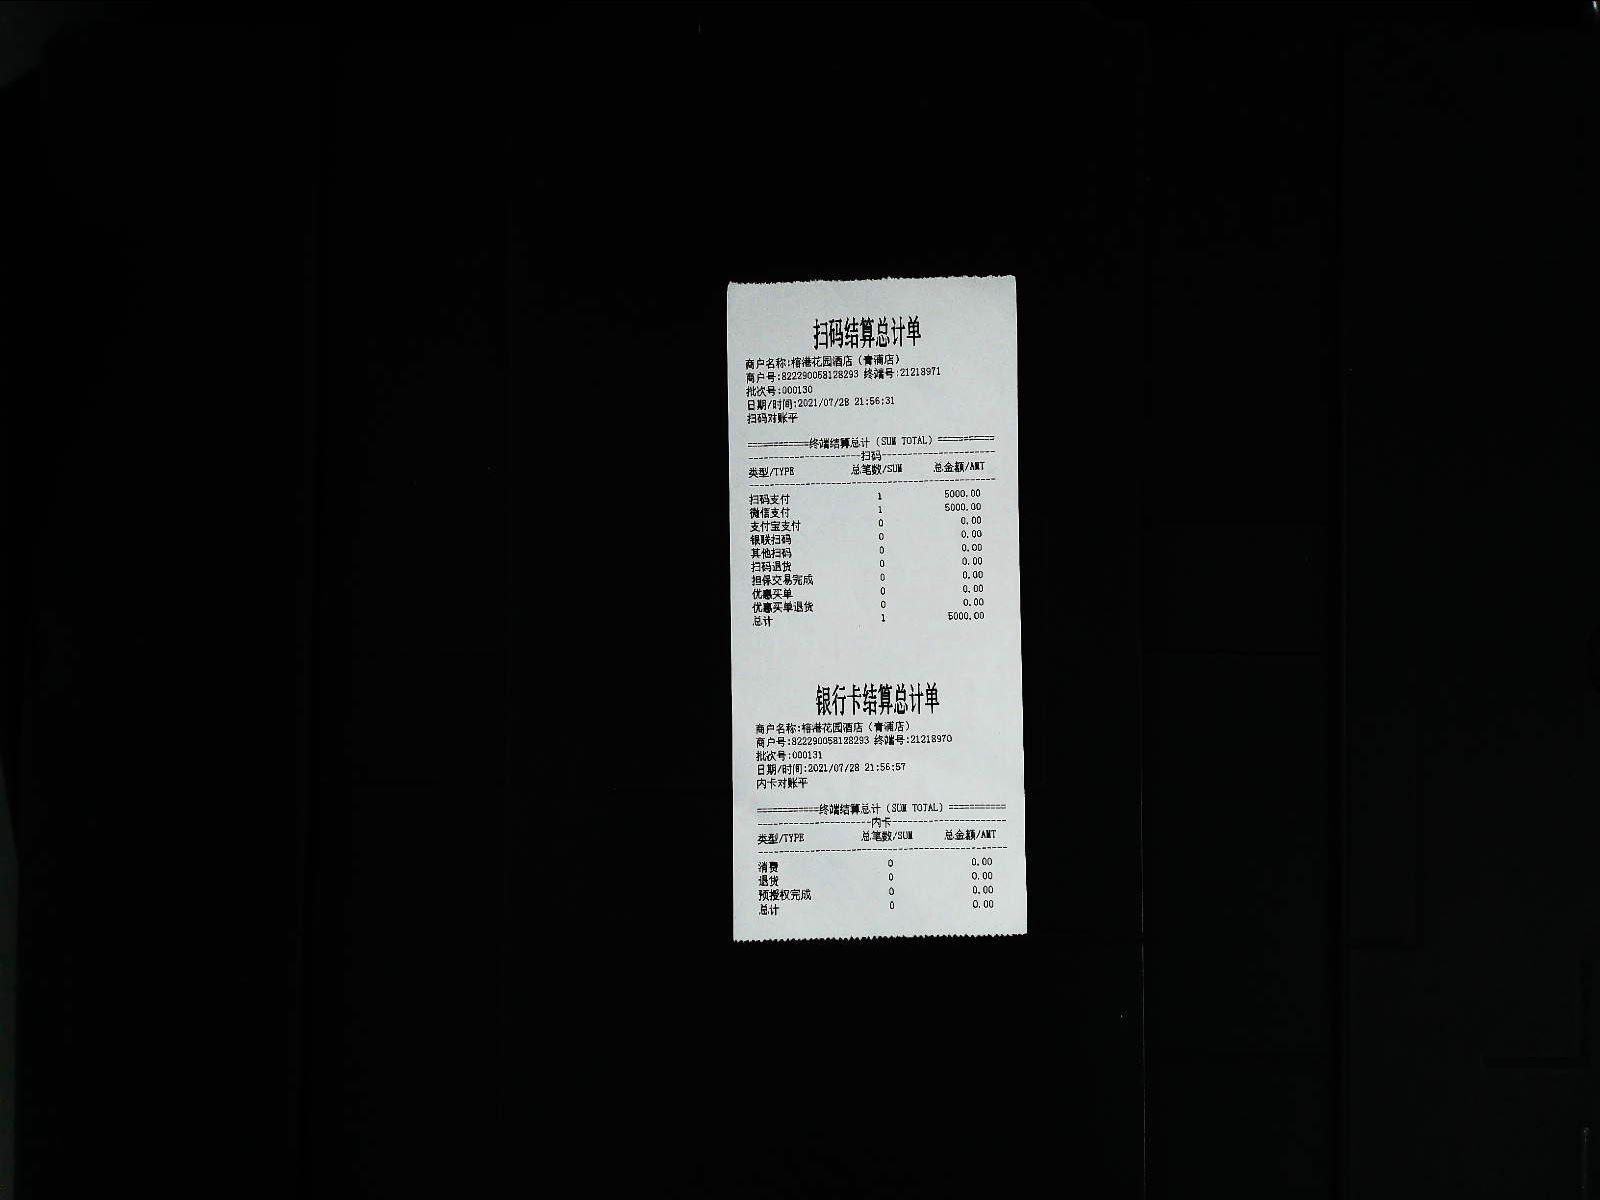 扫码结算总计单
商户名称:榕港花园酒店（青浦店）
商户号:822290058128293 终端号:21218971
批次号:000130
日期/时间:2021/07/28 21:56:31
扫码对账平
============终端结算总计（SUM TOTAL）===========
----------------------扫码----------------------
类型/TYPE 总笔数/SUM 总金额/AMT
------------------------------------------------
扫码支付 1 5000.00
微信支付 1 5000.00
支付宝支付 0 0.00
银联扫码 0 0.00
其他扫码 0 0.00
扫码退货 0 0.00
担保交易完成 0 0.00
优惠买单 0 0.00
优惠买单退货 0 0.00
总计 1 5000.00
银行卡结算总计单
商户名称:榕港花园酒店（青浦店）
商户号:822290058128293 终端号:21218970
批次号:000131
日期/时间:2021/07/28 21:56:57
内卡对账平
============终端结算总计（SUM TOTAL）===========
----------------------内卡----------------------
类型/TYPE 总笔数/SUM 总金额/AMT
------------------------------------------------
消费 0 0.00
退货 0 0.00
预授权完成 0 0.00
总计 0 0.00